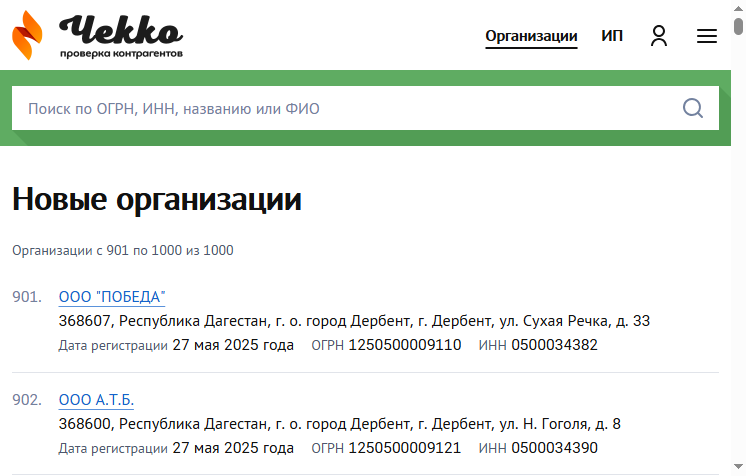 Чекко
проверка контрагентов
Организации ИП
Поиск по ОГРН, ИНН, названию или ФИО
Новые организации
Организации с 901 по 1000 из 1000
901. ООО "ПОБЕДА"
368607, Республика Дагестан, г. о. город Дербент, г. Дербент, ул. Сухая Речка, д. 33
Дата регистрации 27 мая 2025 года ОГРН 1250500009110 ИНН 0500034382
902. ООО А.Т.Б.
368600, Республика Дагестан, г. о. город Дербент, г. Дербент, ул. Н. Гоголя, д. 8
Дата регистрации 27 мая 2025 года ОГРН 1250500009121 ИНН 0500034390